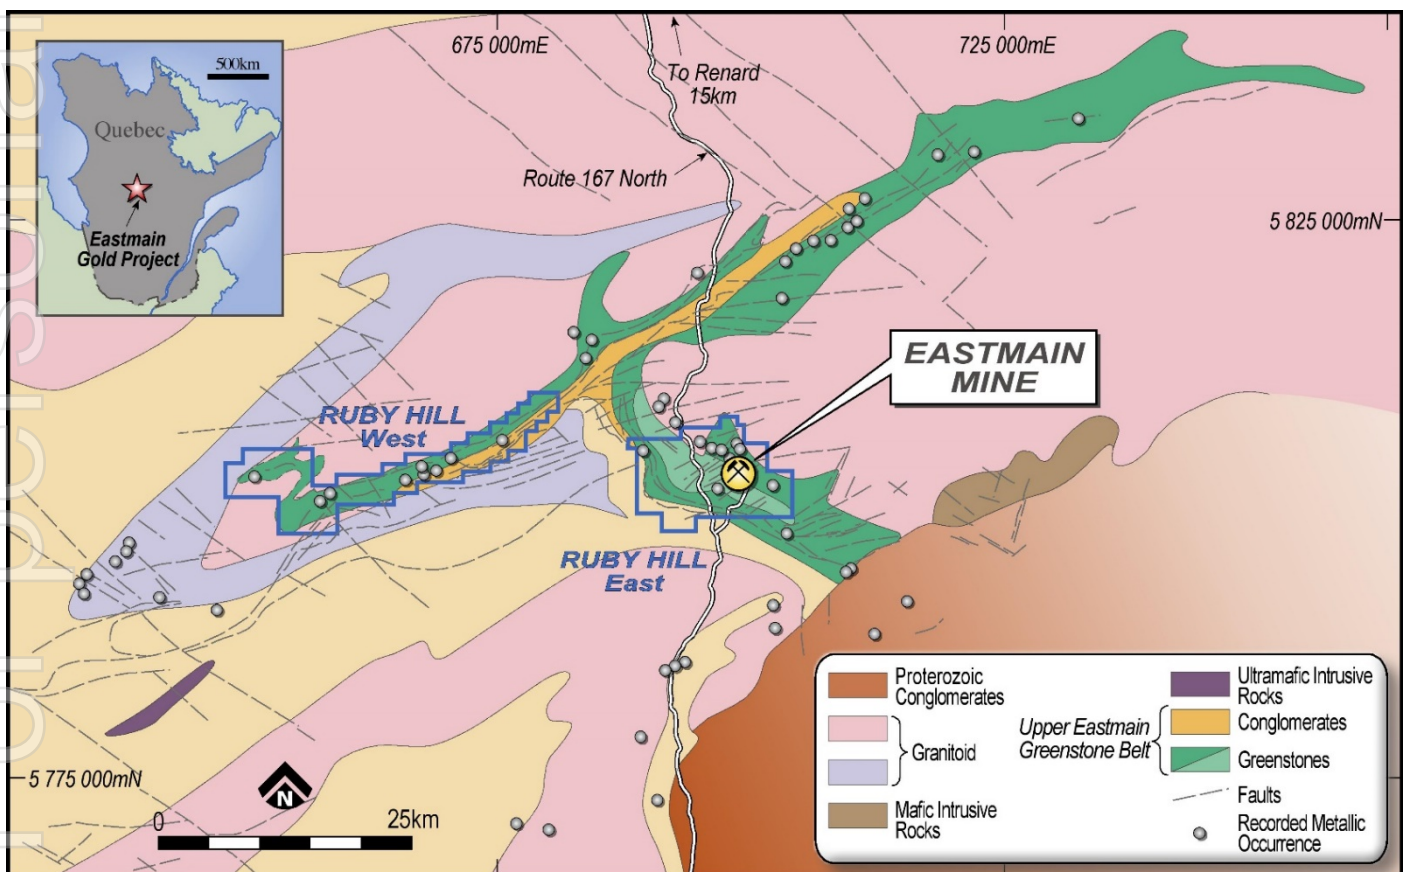 675 000mE
725 000mE
500km
To Renard
15km
Quebec
Route 167 North
5 825 000mN
Eastmain
Gold Project
EASTMAIN
MINE
RUBY HILL
West
RUBY HILL
East
5 775 000mN
N
0
25km
Proterozoic
Conglomerates
Granitoid
Mafic Intrusive
Rocks
Ultramafic Intrusive
Rocks
Upper Eastmain
Greenstone Belt
Conglomerates
Greenstones
Faults
Recorded Metallic
Occurrence